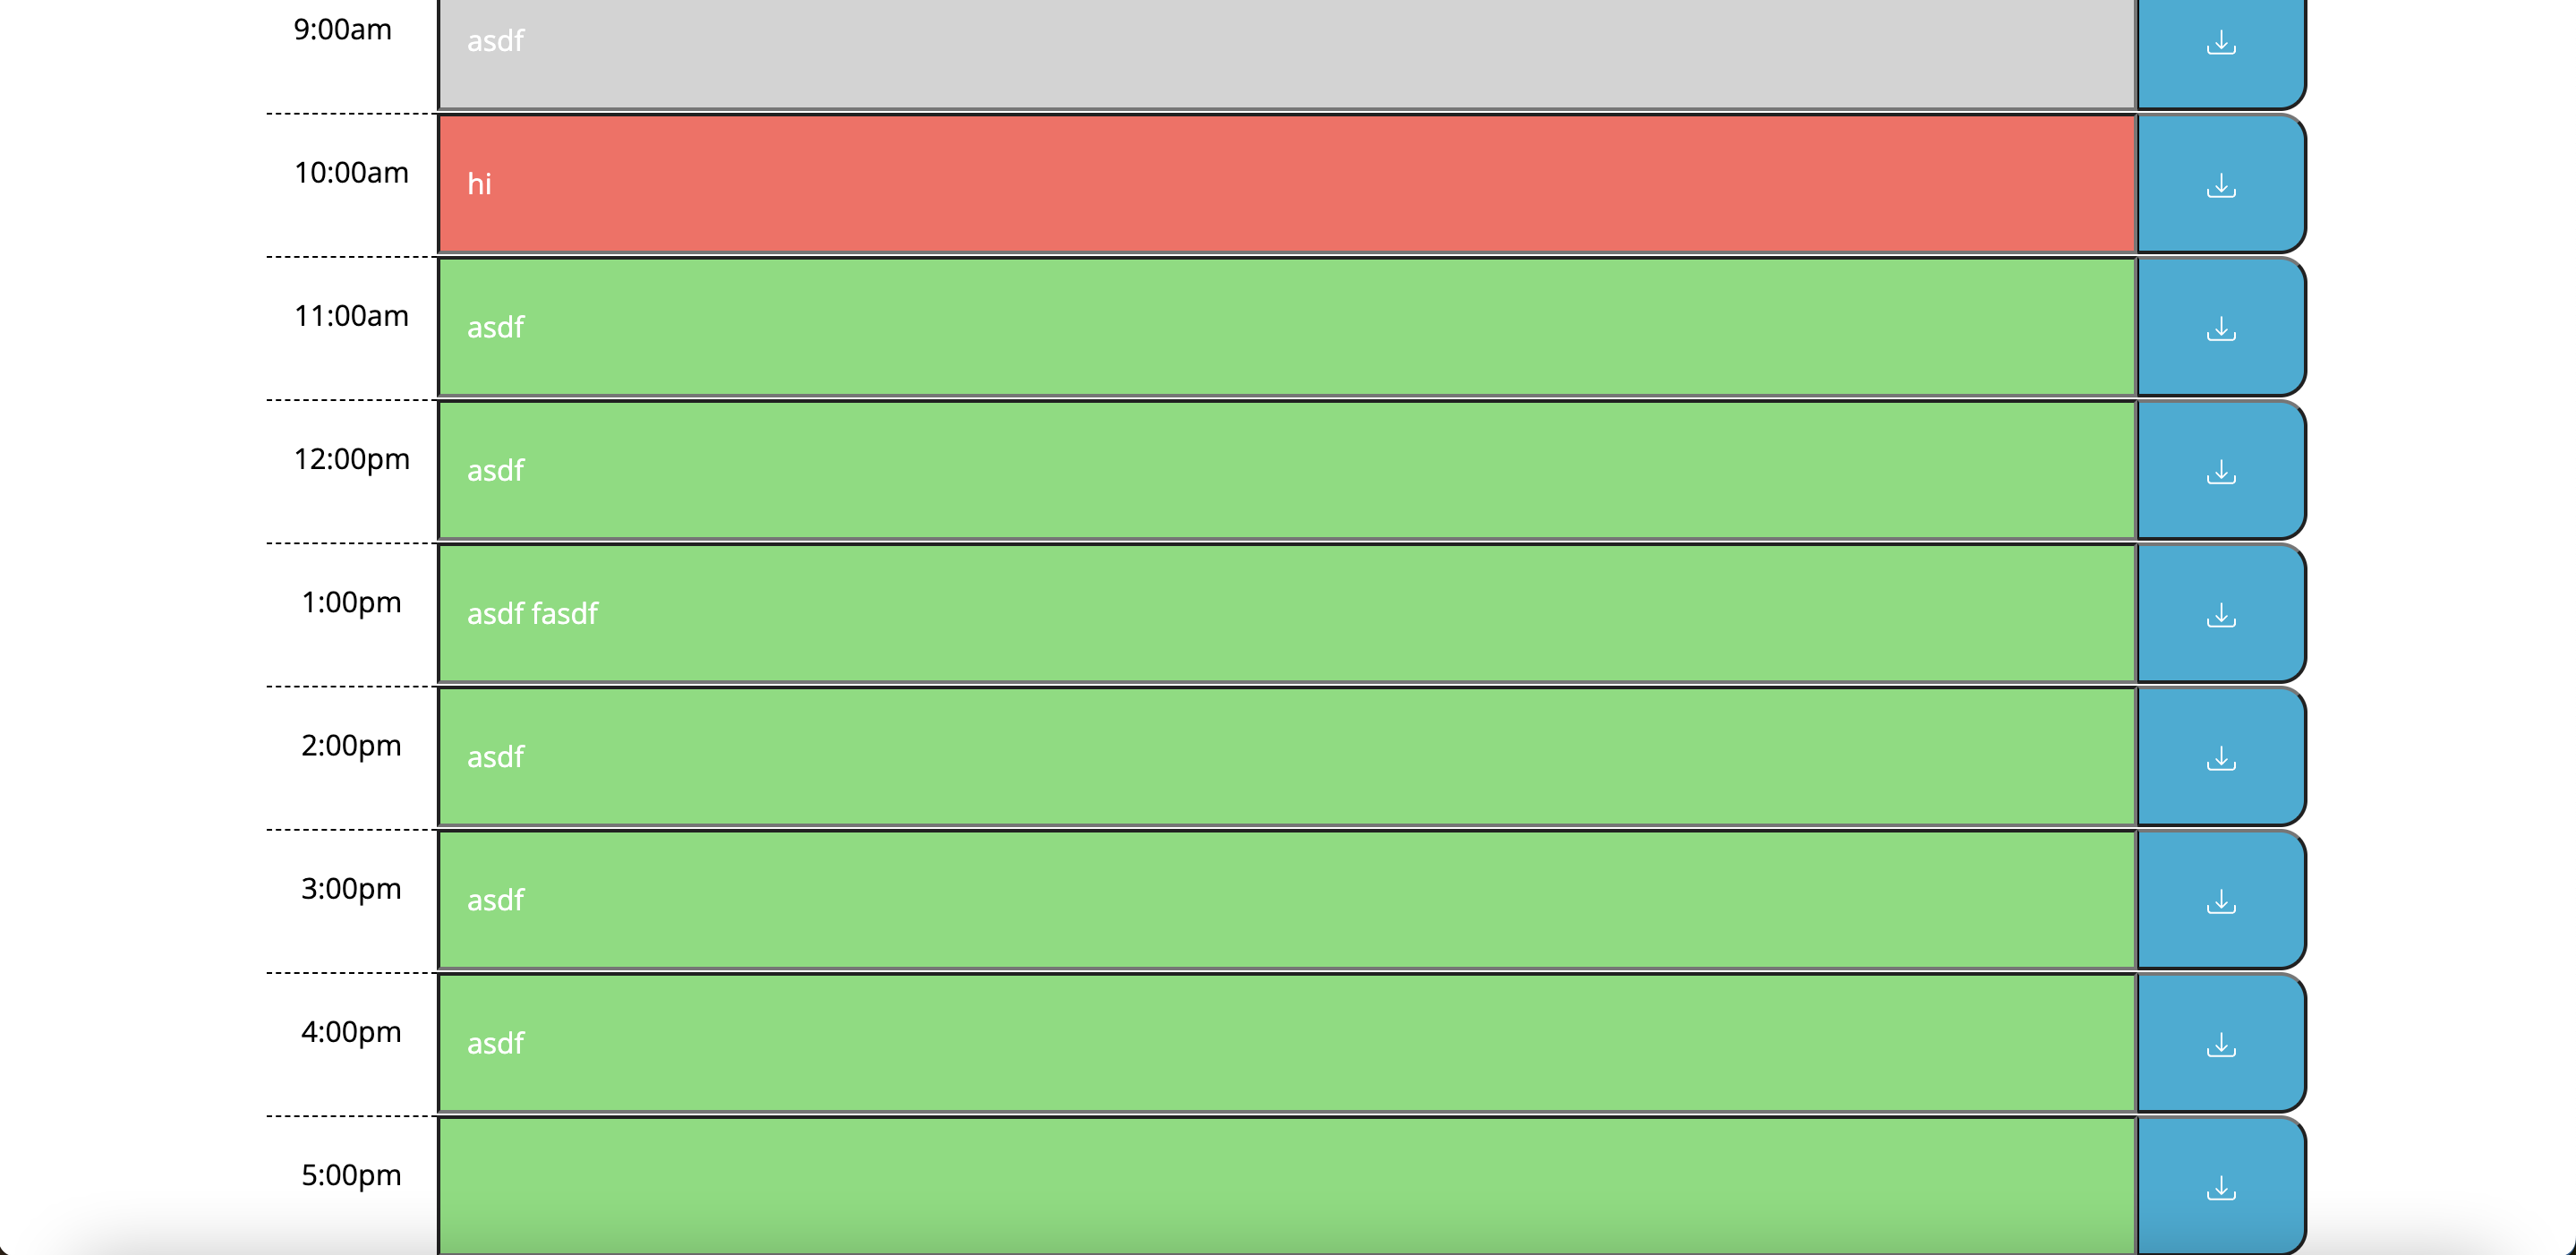 9:00am asdf
10:00am hi
11:00am asdf
12:00pm asdf
1:00pm asdf fasdf
2:00pm asdf
3:00pm asdf
4:00pm asdf
5:00pm